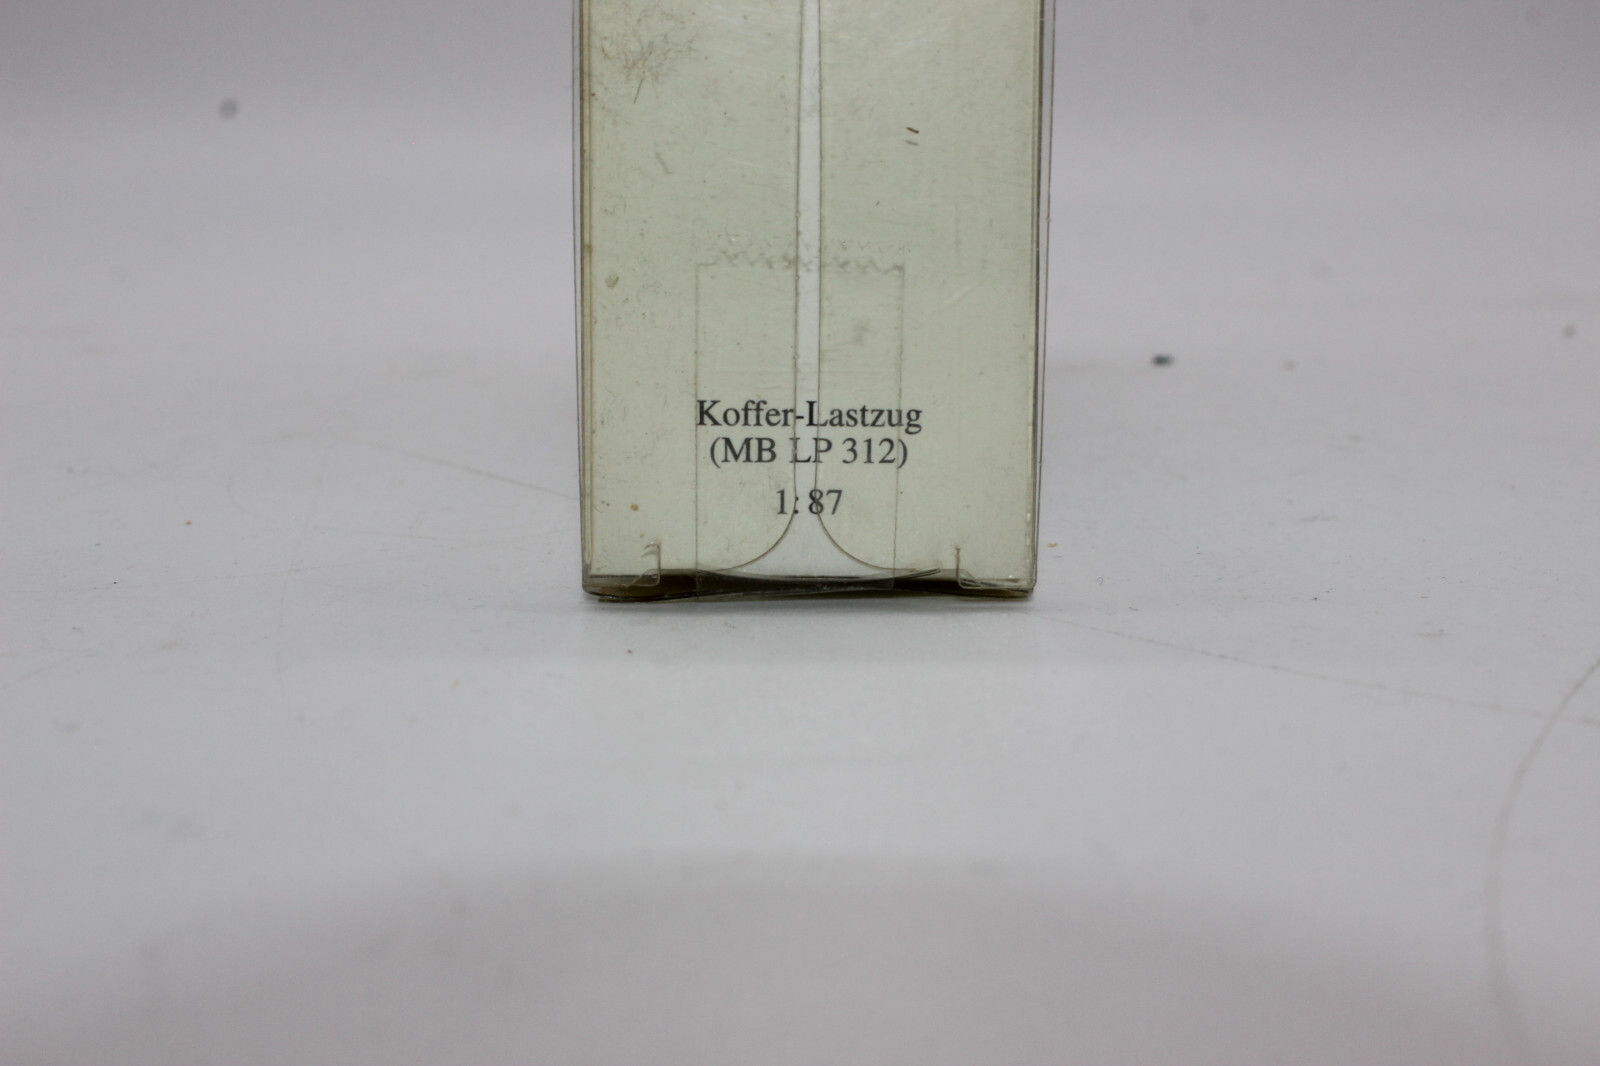 Koffer-Lastzug
(MB LP 312)
1:87